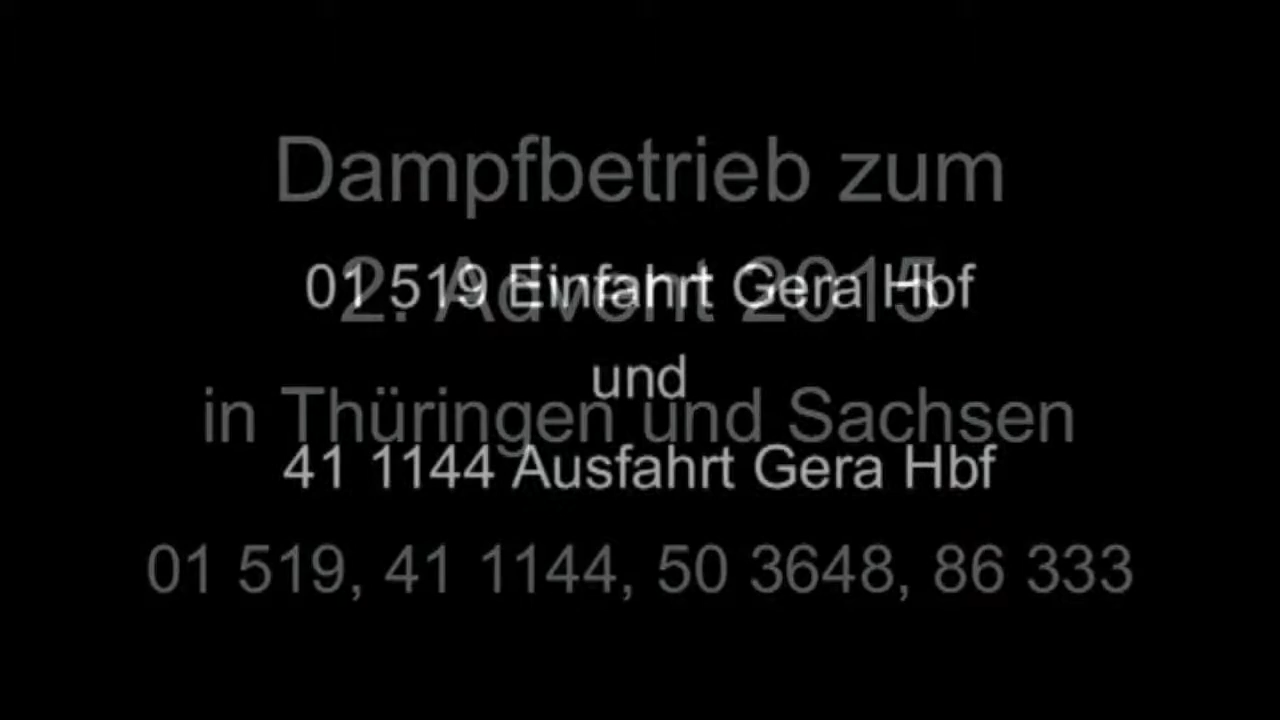 Dampfbetrieb zum
2. Advent 2015
01 519 Einfahrt Gera Hbf
und
in Thüringen und Sachsen
41 1144 Ausfahrt Gera Hbf
01 519, 41 1144, 50 3648, 86 333